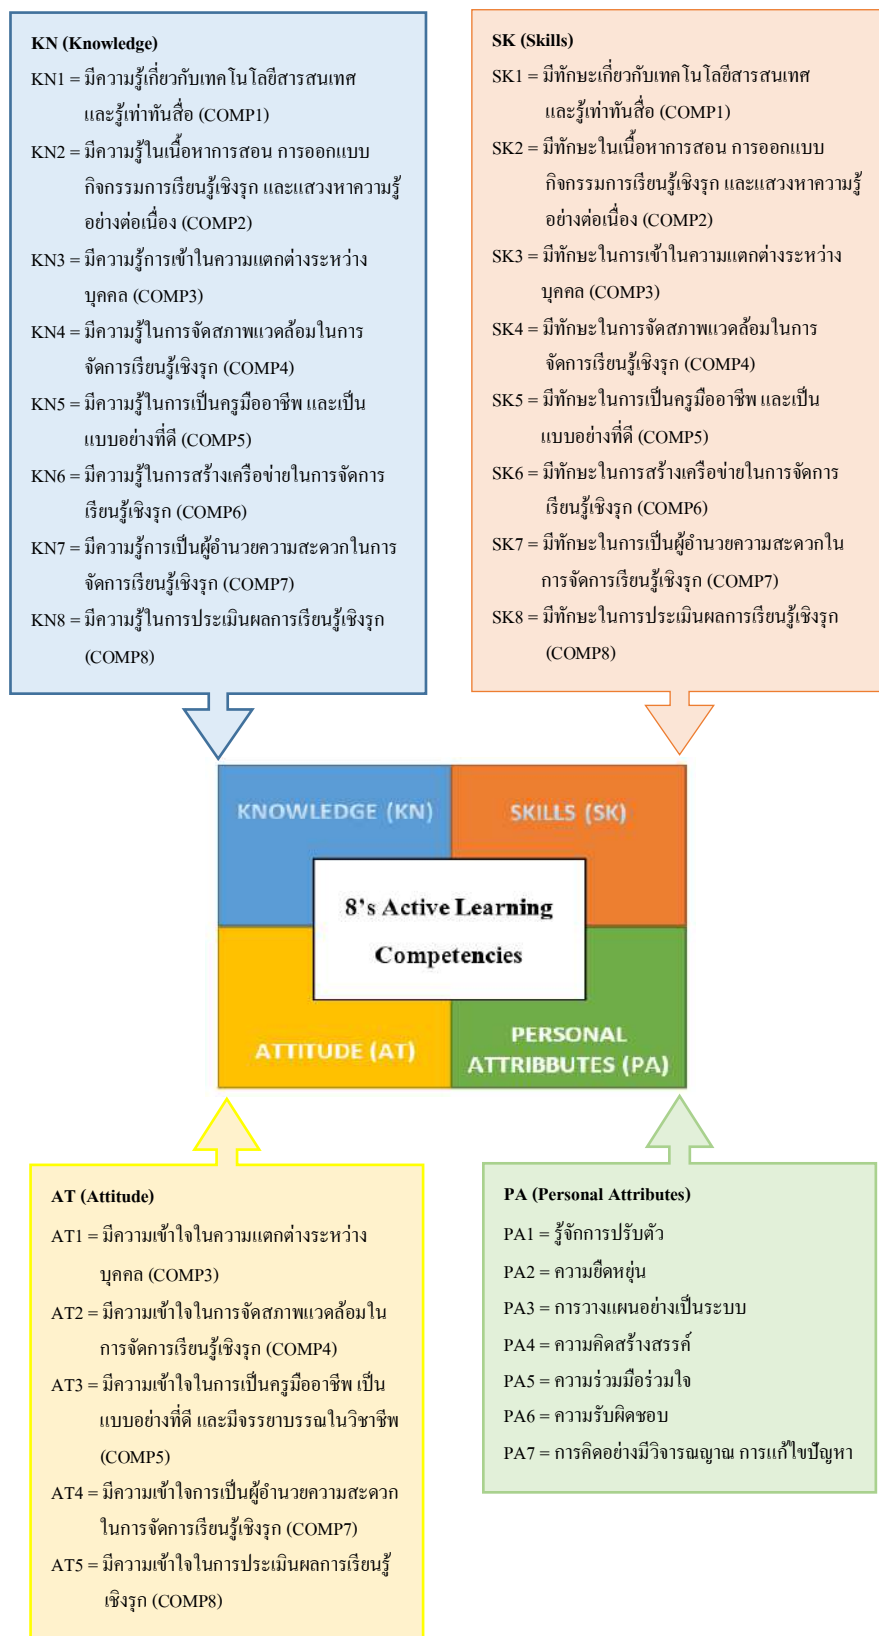 KN (Knowledge)
KN1 = มีความรู้เกี่ยวกับเทคโนโลยีสารสนเทศ
และรู้เท่าทันสื่อ (COMP1)
KN2 = มีความรู้ในเนื้อหาการสอน การออกแบบ
กิจกรรมการเรียนรู้เชิงรุก และแสวงหาความรู้
อย่างต่อเนื่อง (COMP2)
KN3 = มีความรู้การเข้าในความแตกต่างระหว่าง
บุคคล (COMP3)
KN4 = มีความรู้ในการจัดสภาพแวดล้อมในการ
จัดการเรียนรู้เชิงรุก (COMP4)
KN5 = มีความรู้ในการเป็นครูมืออาชีพ และเป็น
แบบอย่างที่ดี (COMP5)
KN6 = มีความรู้ในการสร้างเครือข่ายในการจัดการ
เรียนรู้เชิงรุก (COMP6)
KN7 = มีความรู้การเป็นผู้อำนวยความสะดวกในการ
จัดการเรียนรู้เชิงรุก (COMP7)
KN8 = มีความรู้ในการประเมินผลการเรียนรู้เชิงรุก
(COMP8)
SK (Skills)
SK1 = มีทักษะเกี่ยวกับเทคโนโลยีสารสนเทศ
และรู้เท่าทันสื่อ (COMP1)
SK2 = มีทักษะในเนื้อหาการสอน การออกแบบ
กิจกรรมการเรียนรู้เชิงรุก และแสวงหาความรู้
อย่างต่อเนื่อง (COMP2)
SK3 = มีทักษะในการเข้าในความแตกต่างระหว่าง
บุคคล (COMP3)
SK4 = มีทักษะในการจัดสภาพแวดล้อมในการ
จัดการเรียนรู้เชิงรุก (COMP4)
SK5 = มีทักษะในการเป็นครูมืออาชีพ และเป็น
แบบอย่างที่ดี (COMP5)
SK6 = มีทักษะในการสร้างเครือข่ายในการจัดการ
เรียนรู้เชิงรุก (COMP6)
SK7 = มีทักษะในการเป็นผู้อำนวยความสะดวกใน
การจัดการเรียนรู้เชิงรุก (COMP7)
SK8 = มีทักษะในการประเมินผลการเรียนรู้เชิงรุก
(COMP8)
KNOWLEDGE (KN)
SKILLS (SK)
8's Active Learning
Competencies
ATTITUDE (AT)
PERSONAL
ATTRIBBUTES (PA)
AT (Attitude)
AT1 = มีความเข้าใจในความแตกต่างระหว่าง
บุคคล (COMP3)
AT2 = มีความเข้าใจในการจัดสภาพแวดล้อมใน
การจัดการเรียนรู้เชิงรุก (COMP4)
AT3 = มีความเข้าใจในการเป็นครูมืออาชีพ เป็น
แบบอย่างที่ดี และมีจรรยาบรรณในวิชาชีพ
(COMP5)
AT4 = มีความเข้าใจการเป็นผู้อำนวยความสะดวก
ในการจัดการเรียนรู้เชิงรุก (COMP7)
AT5 = มีความเข้าใจในการประเมินผลการเรียนรู้
เชิงรุก (COMP8)
PA (Personal Attributes)
PA1 = รู้จักการปรับตัว
PA2 = ความยืดหยุ่น
PA3 = การวางแผนอย่างเป็นระบบ
PA4 = ความคิดสร้างสรรค์
PA5 = ความร่วมมือร่วมใจ
PA6 = ความรับผิดชอบ
PA7 = การคิดอย่างมีวิจารณญาณ การแก้ไขปัญหา